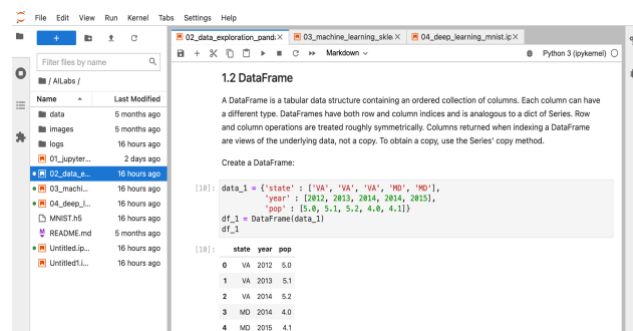 File Edit View Run Kernel Tabs Settings Help
02_data_exploration_pand
03_machine_learning_skle
04_deep_learning_mnist.ip
Filter files by name
Markdown
Python 3 (ipykernel)
/ AILabs /
Name Last Modified
data 5 months ago
images 5 months ago
logs 16 hours ago
01_jupyter... 2 days ago
02_data_e... 16 hours ago
03_machi... 16 hours ago
04_deep_l... 16 hours ago
MNIST.h5 16 hours ago
README.md 5 months ago
Untitled.ip... 16 hours ago
Untitled1.i... 16 hours ago
1.2 DataFrame
A DataFrame is a tabular data structure containing an ordered collection of columns. Each column can have
a different type. DataFrames have both row and column indices and is analogous to a dict of Series. Row
and column operations are treated roughly symmetrically. Columns returned when indexing a DataFrame
are views of the underlying data, not a copy. To obtain a copy, use the Series' copy method.
Create a DataFrame:
[10]: data_1 = {'state' : ['VA', 'VA', 'VA', 'MD', 'MD'],
'year' : [2012, 2013, 2014, 2014, 2015],
'pop' : [5.0, 5.1, 5.2, 4.0, 4.1]}
df_1 = DataFrame(data_1)
df_1
[10]: state year pop
0 VA 2012 5.0
1 VA 2013 5.1
2 VA 2014 5.2
3 MD 2014 4.0
4 MD 2015 4.1